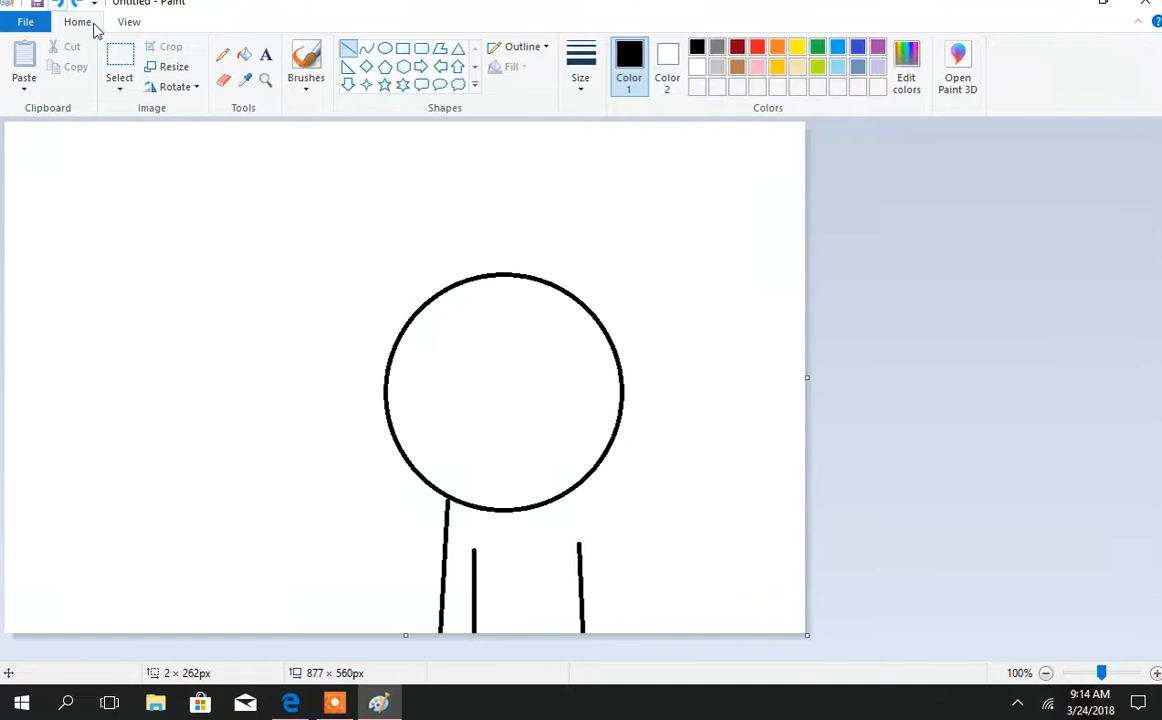 Untitled - Paint
File Home View
Paste
Cut
Copy
Clipboard
Select
Crop
Resize
Rotate
Image
A
Tools
Brushes
Outline
Fill
Shapes
Size
Color 1
Color 2
Edit colors
Colors
Open Paint 3D
2 × 262px
877 × 560px
100%
9:14 AM
3/24/2018